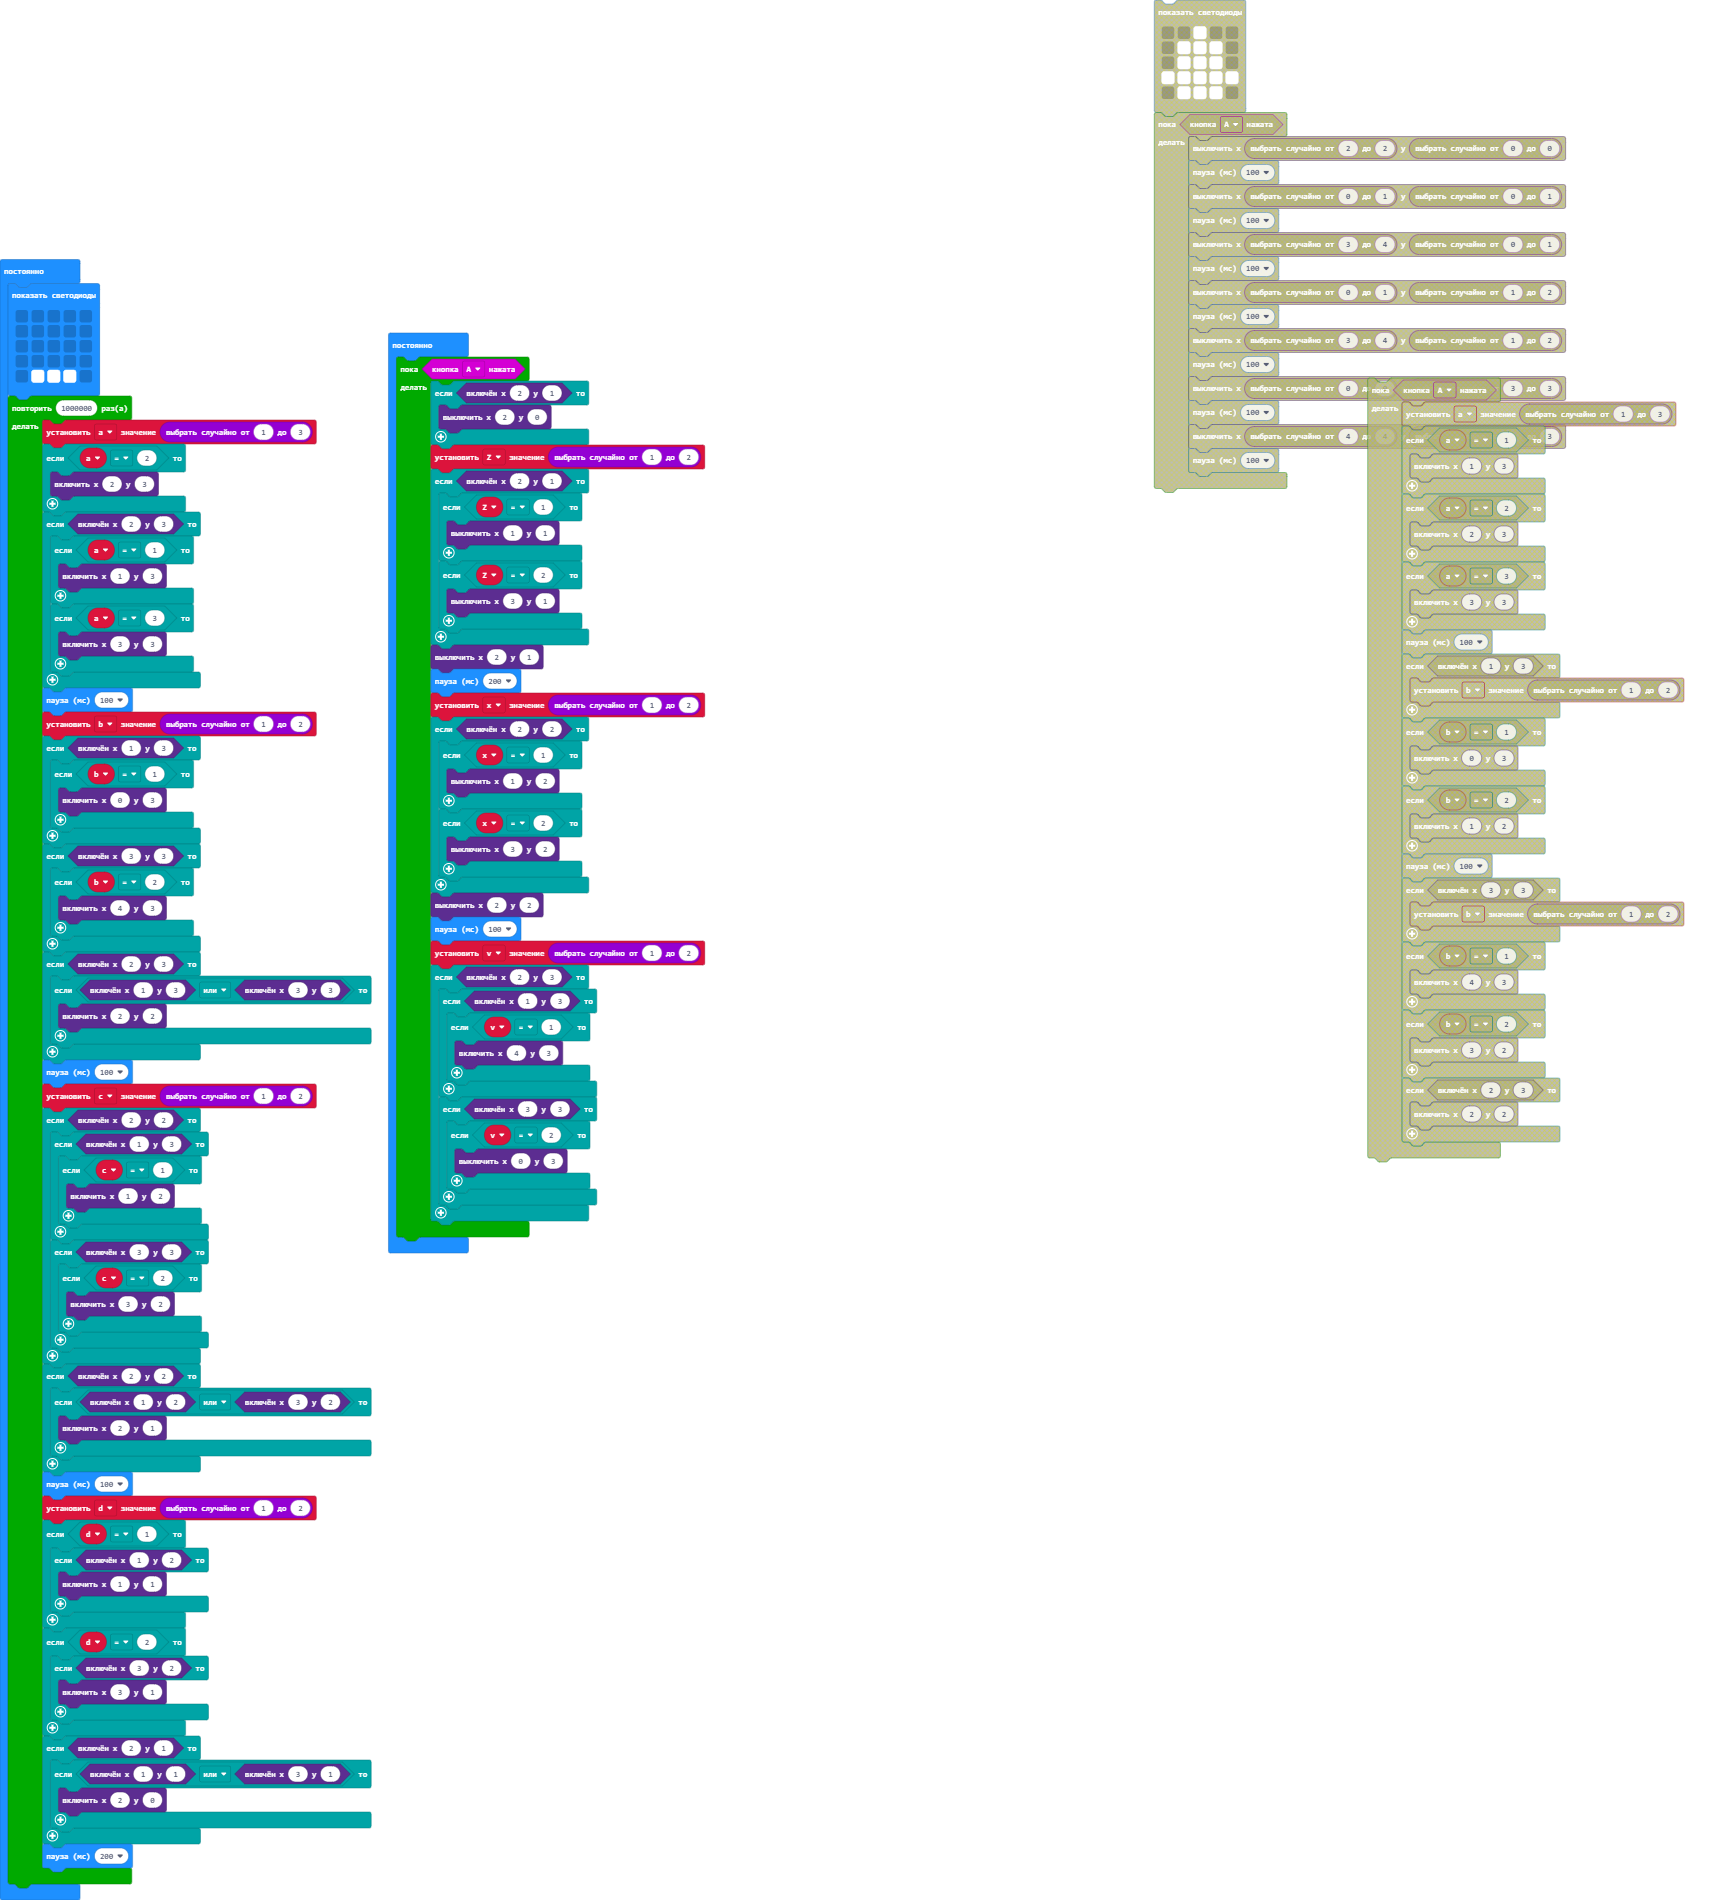 постоянно
показать светодиоды
повторить 1000000 раз(а)
делать
установить a значение выбрать случайно от 1 до 3
если a = 2 то
включить x 2 y 3
если включён x 2 y 3 то
если a = 1 то
включить x 1 y 3
если a = 3 то
включить x 3 y 3
пауза (мс) 100
установить b значение выбрать случайно от 1 до 2
если включён x 1 y 3 то
если b = 1 то
включить x 0 y 3
если включён x 3 y 3 то
если b = 2 то
включить x 4 y 3
если включён x 2 y 3 то
если включён x 1 y 3 или включён x 3 y 3 то
включить x 2 y 2
пауза (мс) 100
установить c значение выбрать случайно от 1 до 2
если включён x 2 y 2 то
если включён x 1 y 3 то
если c = 1 то
включить x 1 y 2
если включён x 3 y 3 то
если c = 2 то
включить x 3 y 2
если включён x 2 y 2 то
если включён x 1 y 2 или включён x 3 y 2 то
включить x 2 y 1
пауза (мс) 100
установить d значение выбрать случайно от 1 до 2
если d = 1 то
если включён x 1 y 2 то
включить x 1 y 1
если d = 2 то
если включён x 3 y 2 то
включить x 3 y 1
если включён x 2 y 1 то
если включён x 1 y 1 или включён x 3 y 1 то
включить x 2 y 0
пауза (мс) 200
постоянно
пока кнопка A нажата
делать
если включён x 2 y 1 то
выключить x 2 y 0
установить Z значение выбрать случайно от 1 до 2
если включён x 2 y 1 то
если Z = 1 то
выключить x 1 y 1
если Z = 2 то
выключить x 3 y 1
выключить x 2 y 1
пауза (мс) 200
установить x значение выбрать случайно от 1 до 2
если включён x 2 y 2 то
если x = 1 то
выключить x 1 y 2
если x = 2 то
выключить x 3 y 2
выключить x 2 y 2
пауза (мс) 100
установить v значение выбрать случайно от 1 до 2
если включён x 2 y 3 то
если включён x 1 y 3 то
если v = 1 то
включить x 4 y 3
если включён x 3 y 3 то
если v = 2 то
выключить x 0 y 3
показать светодиоды
пока кнопка A нажата
делать
выключить x выбрать случайно от 2 до 2 y выбрать случайно от 0 до 0
пауза (мс) 100
выключить x выбрать случайно от 0 до 1 y выбрать случайно от 0 до 1
пауза (мс) 100
выключить x выбрать случайно от 3 до 4 y выбрать случайно от 0 до 1
пауза (мс) 100
выключить x выбрать случайно от 0 до 1 y выбрать случайно от 1 до 2
пауза (мс) 100
выключить x выбрать случайно от 3 до 4 y выбрать случайно от 1 до 2
пауза (мс) 100
выключить x выбрать случайно от 0 3 до 3
пауза (мс) 100
выключить x выбрать случайно от 4 до 3
пауза (мс) 100
пока кнопка A нажата
делать
установить a значение выбрать случайно от 1 до 3
если a = 1 то
включить x 1 y 3
если a = 2 то
включить x 2 y 3
если a = 3 то
включить x 3 y 3
пауза (мс) 100
если включён x 1 y 3 то
установить b значение выбрать случайно от 1 до 2
если b = 1 то
включить x 0 y 3
если b = 2 то
включить x 1 y 2
пауза (мс) 100
если включён x 3 y 3 то
установить b значение выбрать случайно от 1 до 2
если b = 1 то
включить x 4 y 3
если b = 2 то
включить x 3 y 2
если включён x 2 y 3 то
включить x 2 y 2